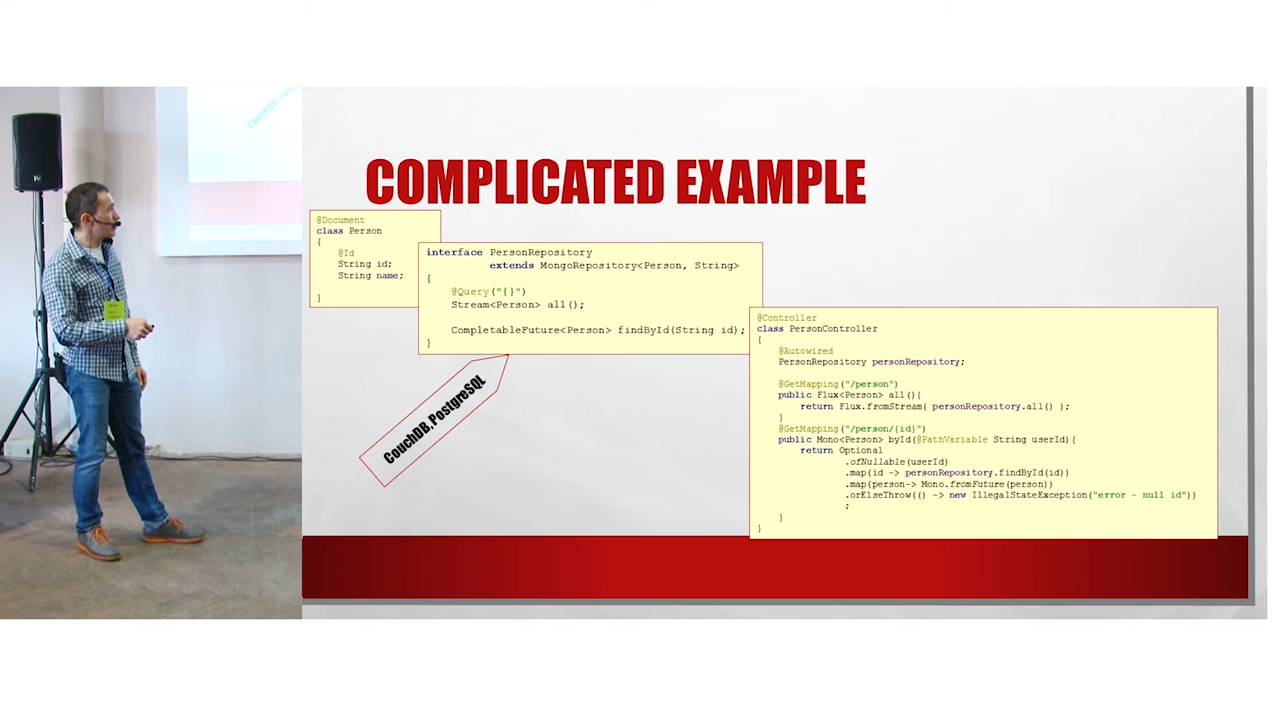 COMPLICATED EXAMPLE
@Document
class Person
{
@Id
String id;
String name;
}
interface PersonRepository
extends MongoRepository<Person, String>
{
@Query("{}")
Stream<Person> all();
CompletableFuture<Person> findById(String id);
}
CouchDB,PostgreSQL
@Controller
class PersonController
{
@Autowired
PersonRepository personRepository;
@GetMapping("/person")
public Flux<Person> all(){
return Flux.fromStream( personRepository.all() );
}
@GetMapping("/person/{id}")
public Mono<Person> byId(@PathVariable String userId){
return Optional
.ofNullable(userId)
.map(id -> personRepository.findById(id))
.map(person-> Mono.fromFuture(person))
.orElseThrow(() -> new IllegalStateException("error - null id"))
;
}
}